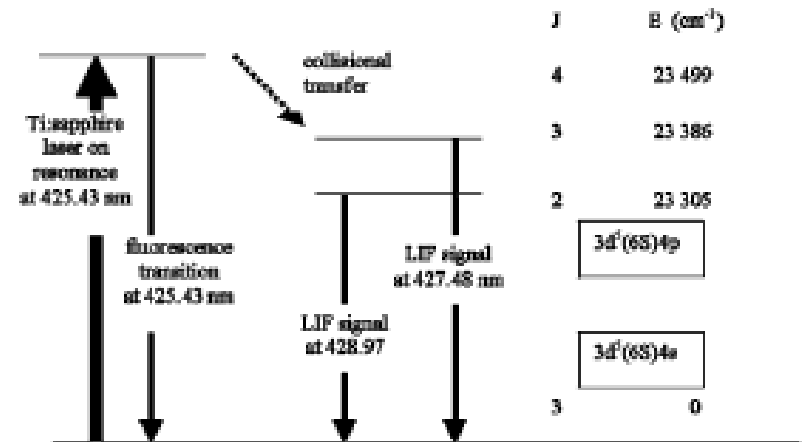 J E (cm⁻¹)
4 23 499
3 23 386
2 23 305
collisional
transfer
Ti:sapphire
laser on
resonance
at 425.43 nm
fluorescence
transition
at 425.43 nm
LIF signal
at 427.48 nm
LIF signal
at 428.97
3d⁵(6S)4p
3d⁵(6S)4s
3 0